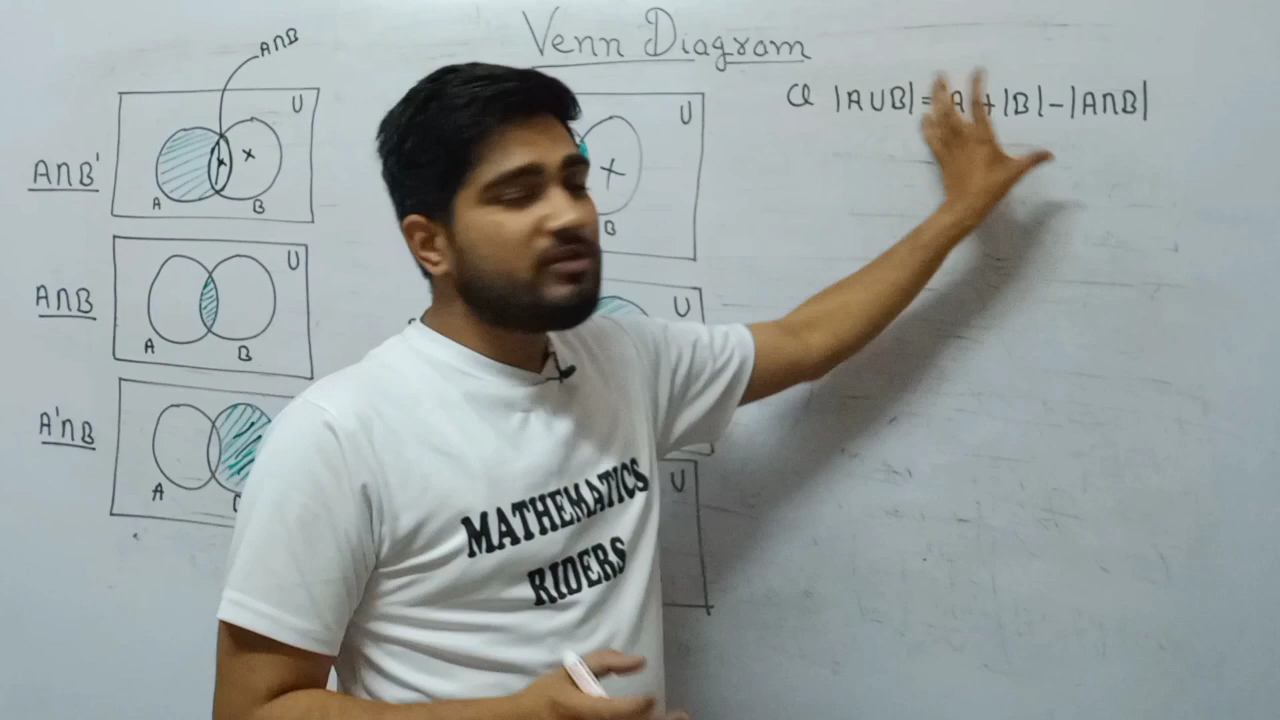 Venn Diagram
A∩B
U
A∩B'
A
B
U
A∩B
A
B
A'∩B
A
U
B
U
U
|A∪B|=|A|+|B|-|A∩B|
MATHEMATICS
RIDERS